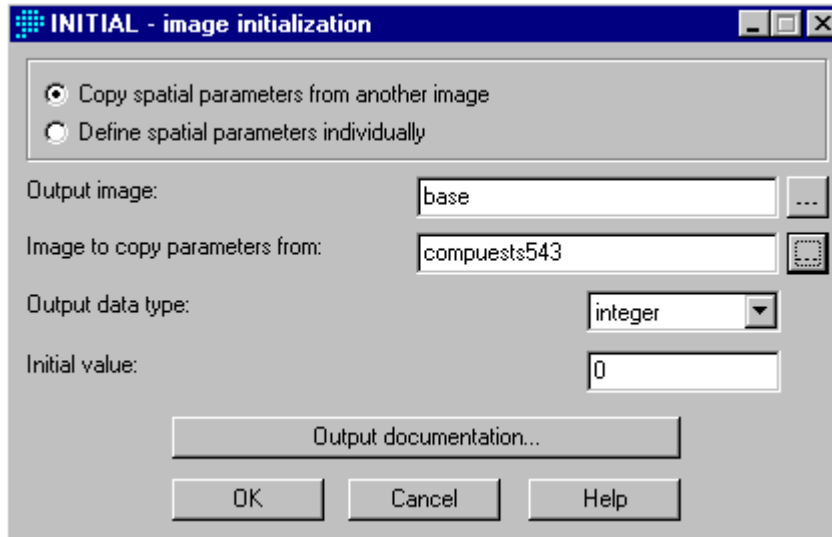 INITIAL - image initialization
Copy spatial parameters from another image
Define spatial parameters individually
Output image: base ...
Image to copy parameters from: compuests543 ...
Output data type: integer
Initial value: 0
Output documentation...
OK Cancel Help